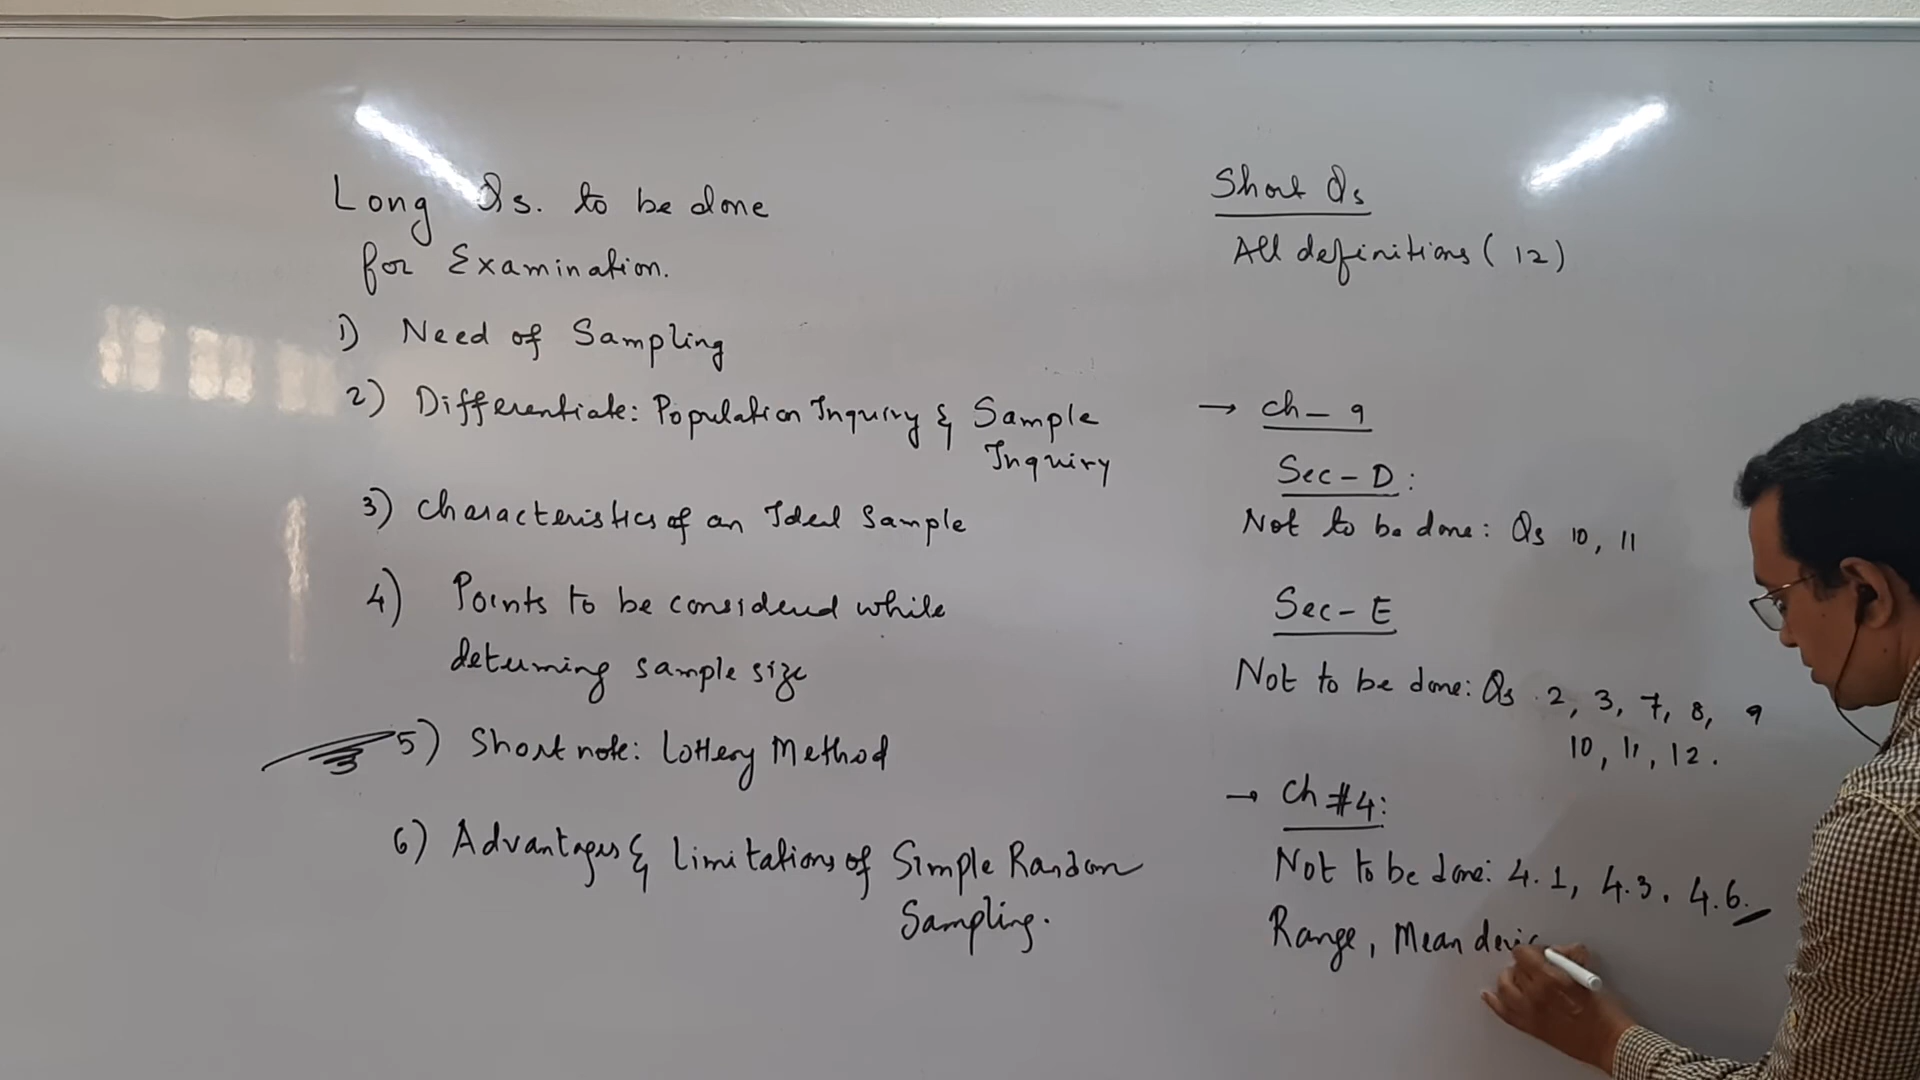 Long Qs. to be done
for Examination.
1) Need of Sampling
2) Differentiate: Population Inquiry & Sample
Inquiry
3) Characteristics of an Ideal Sample
4) Points to be considered while
determing sample size
5) Short note: Lottery Method
6) Advantages & Limitations of Simple Random
Sampling.
Short Qs
All definitions (12)
→ Ch - 9
Sec - D :
Not to be done: Qs 10, 11
Sec - E
Not to be done: Qs 2, 3, 7, 8, 9
10, 11, 12.
→ Ch #4:
Not to be done: 4.1, 4.3. 4.6.
Range, Mean devi